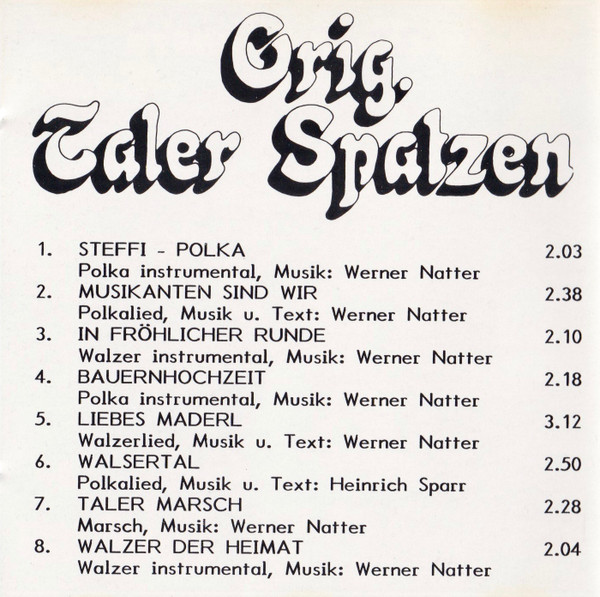 Orig.
Taler Spatzen
1. STEFFI - POLKA 2.03
Polka instrumental, Musik: Werner Natter
2. MUSIKANTEN SIND WIR 2.38
Polkalied, Musik u. Text: Werner Natter
3. IN FRÖHLICHER RUNDE 2.10
Walzer instrumental, Musik: Werner Natter
4. BAUERNHOCHZEIT 2.18
Polka instrumental, Musik: Werner Natter
5. LIEBES MADERL 3.12
Walzerlied, Musik u. Text: Werner Natter
6. WALSERTAL 2.50
Polkalied, Musik u. Text: Heinrich Sparr
7. TALER MARSCH 2.28
Marsch, Musik: Werner Natter
8. WALZER DER HEIMAT 2.04
Walzer instrumental, Musik: Werner Natter